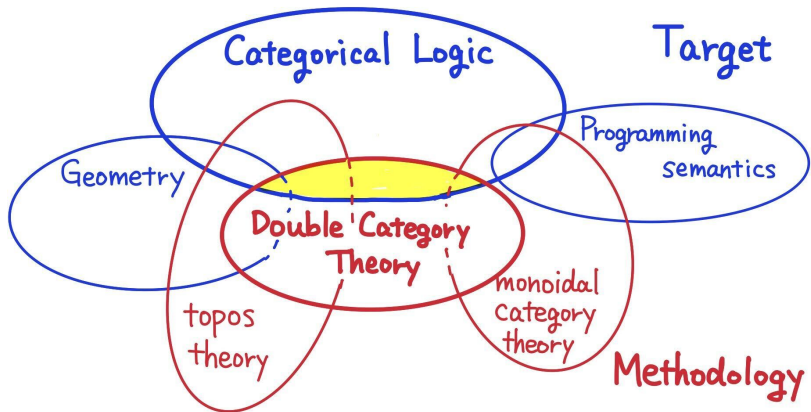 Categorical Logic
Target
Programming
semantics
Geometry
Double Category
Theory
topos
theory
monoidal
category
theory
Methodology